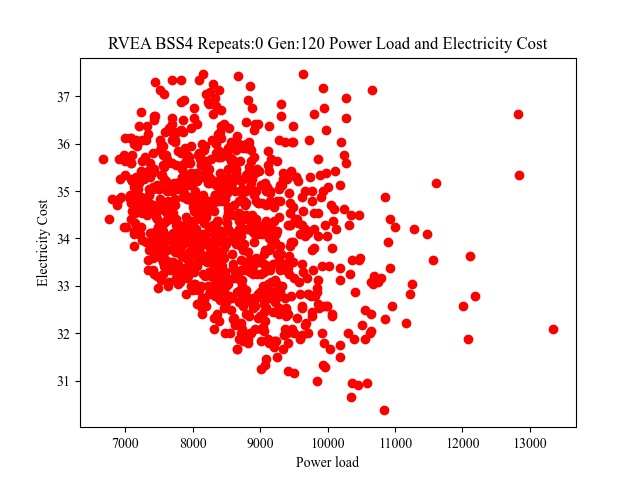 RVEA BSS4 Repeats:0 Gen:120 Power Load and Electricity Cost
37
36
35
34
33
32
31
Electricity Cost
7000 8000 9000 10000 11000 12000 13000
Power load